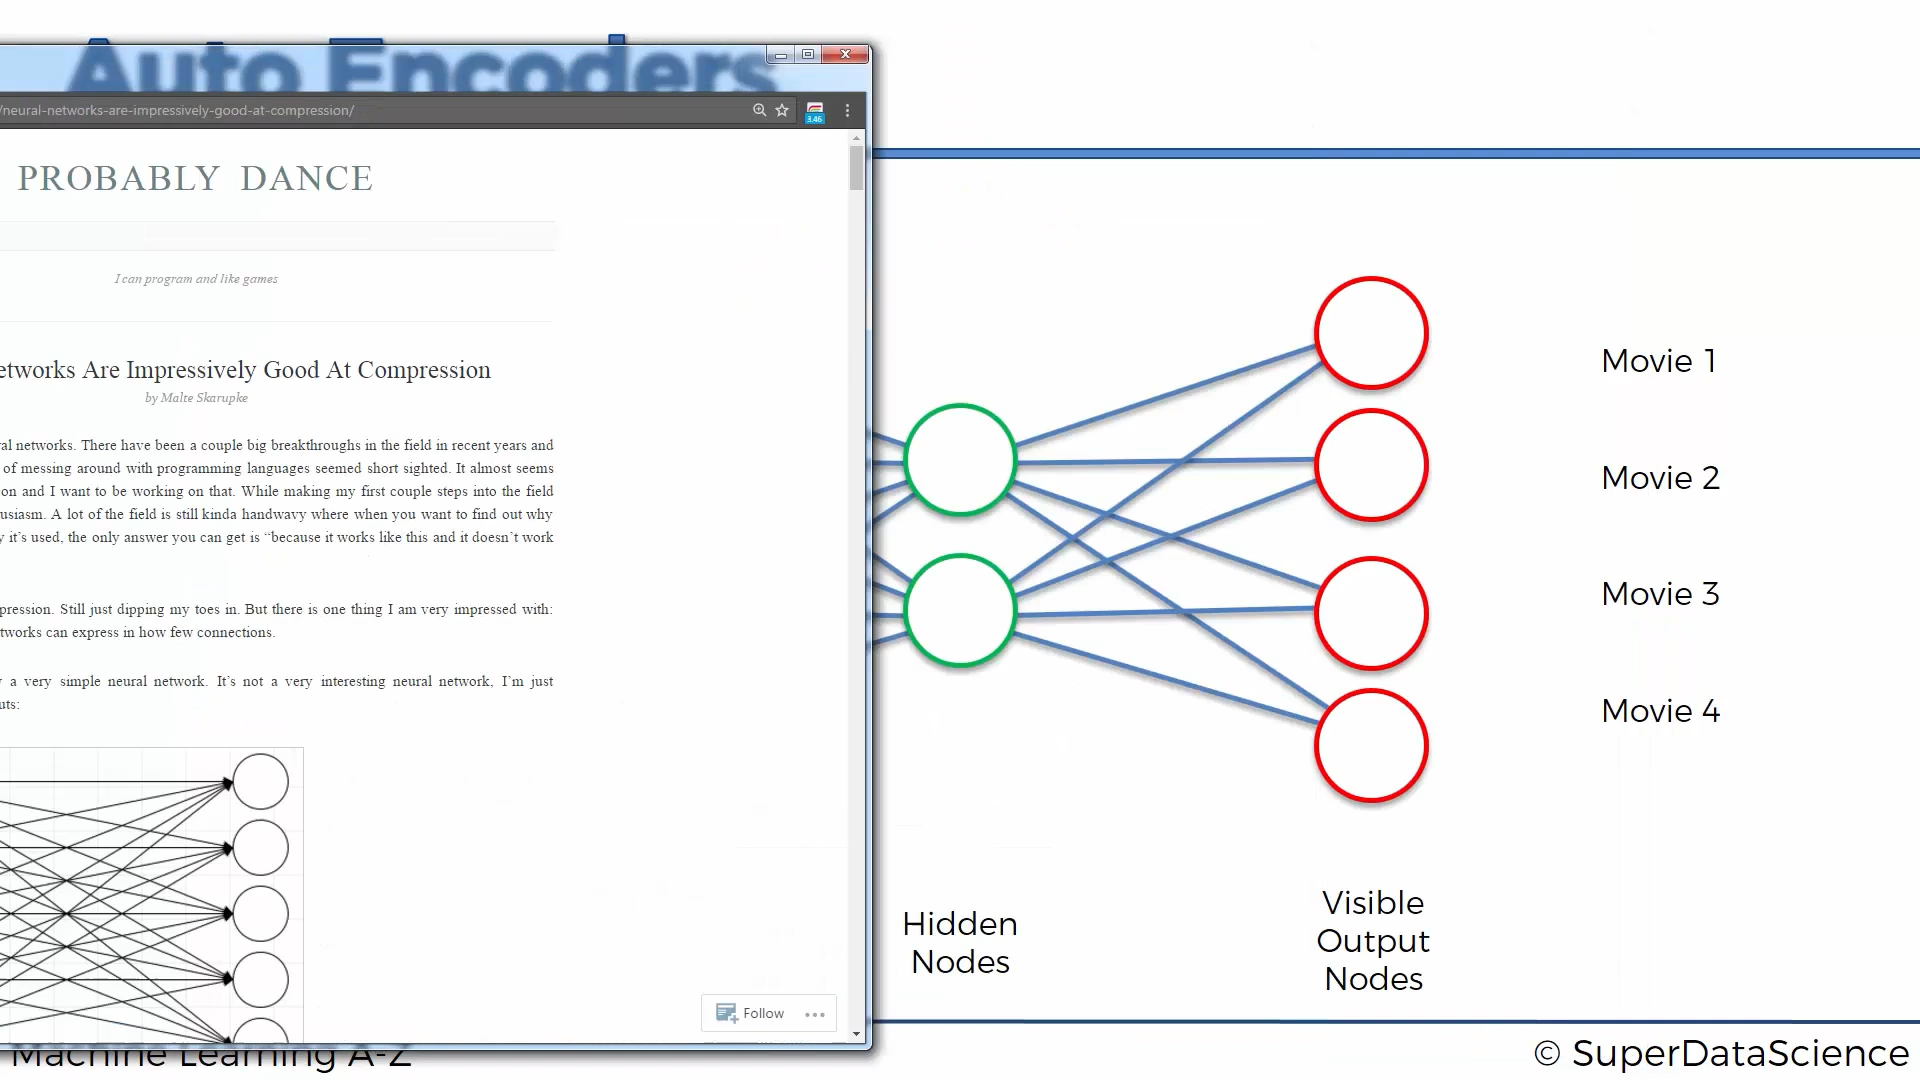 Auto Encoders
/neural-networks-are-impressively-good-at-compression/
3.46
PROBABLY DANCE
I can program and like games
etworks Are Impressively Good At Compression
by Malte Skarupke
al networks. There have been a couple big breakthroughs in the field in recent years and
of messing around with programming languages seemed short sighted. It almost seems
on and I want to be working on that. While making my first couple steps into the field
usiasm. A lot of the field is still kinda handwavy where when you want to find out why
y it's used, the only answer you can get is “because it works like this and it doesn't work
pression. Still just dipping my toes in. But there is one thing I am very impressed with:
tworks can express in how few connections.
a very simple neural network. It's not a very interesting neural network, I'm just
uts:
Follow
Movie 1
Movie 2
Movie 3
Movie 4
Hidden
Nodes
Visible
Output
Nodes
Machine Learning A-Z
© SuperDataScience